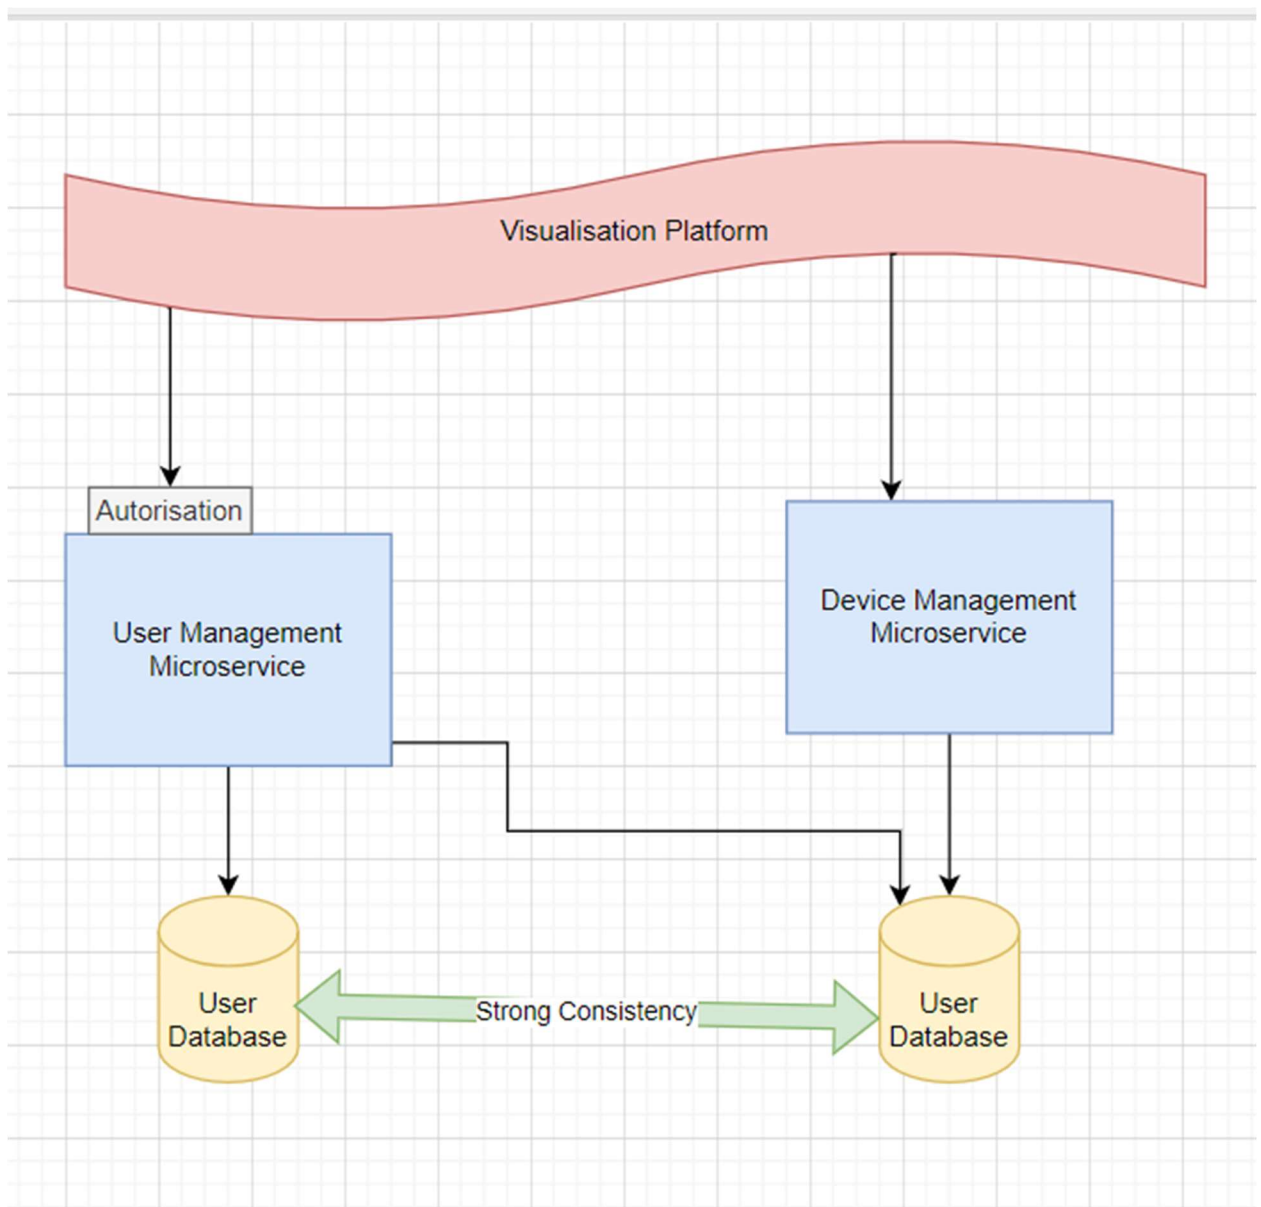 Visualisation Platform
Autorisation
User Management
Microservice
Device Management
Microservice
User
Database
Strong Consistency
User
Database